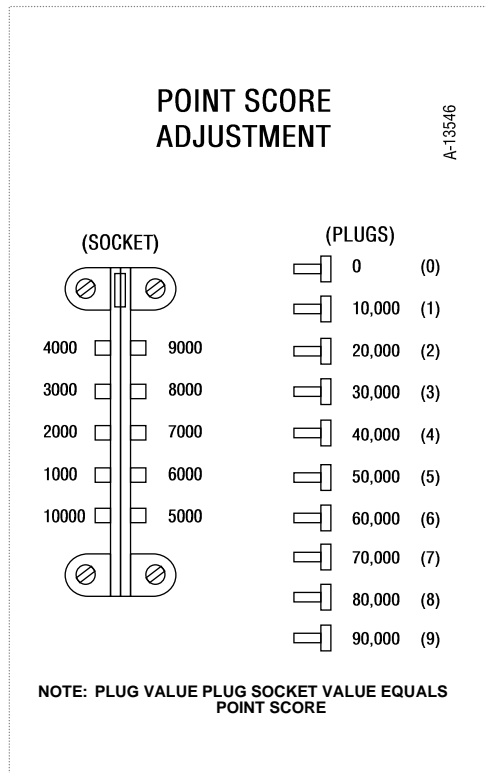 POINT SCORE
ADJUSTMENT
A-13546
(SOCKET)
4000 9000
3000 8000
2000 7000
1000 6000
10000 5000
(PLUGS)
0 (0)
10,000 (1)
20,000 (2)
30,000 (3)
40,000 (4)
50,000 (5)
60,000 (6)
70,000 (7)
80,000 (8)
90,000 (9)
NOTE: PLUG VALUE PLUG SOCKET VALUE EQUALS
POINT SCORE